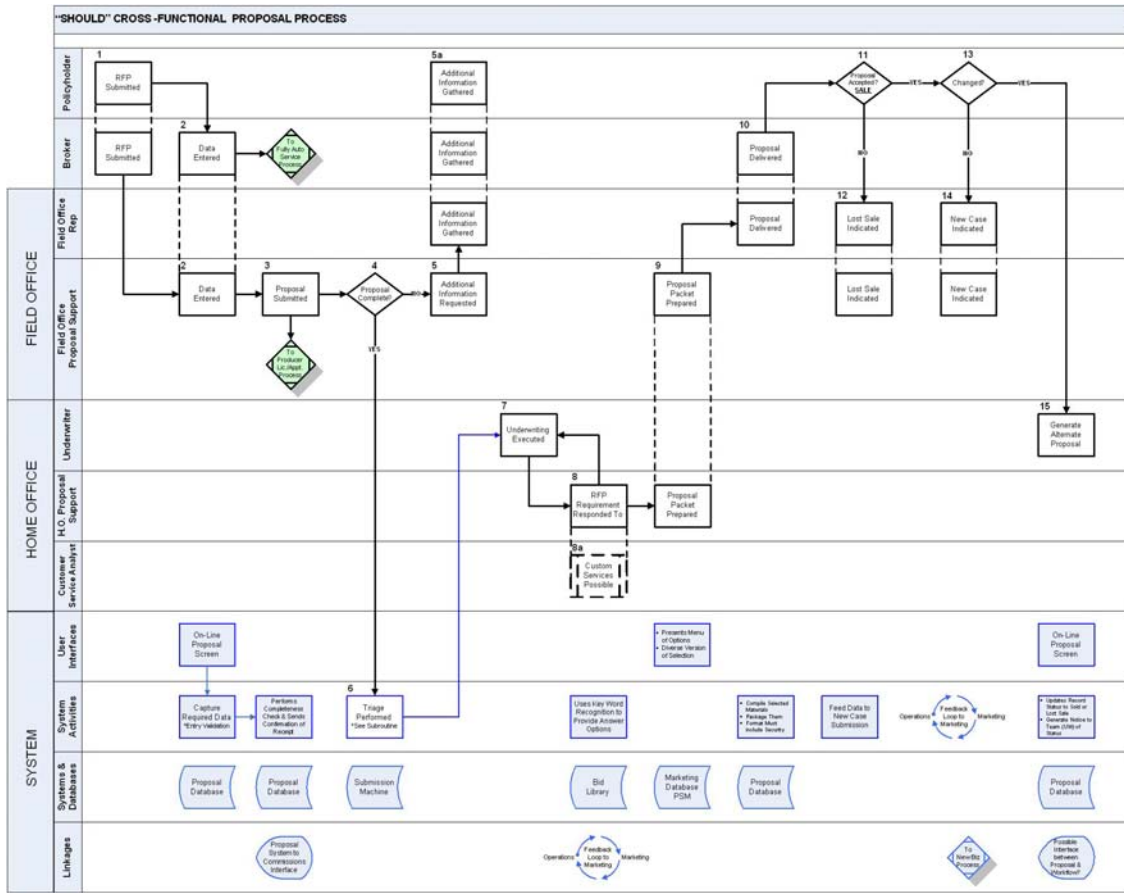 "SHOULD" CROSS -FUNCTIONAL PROPOSAL PROCESS
Policyholder
1
RFP
Submitted
5a
Additional
Information
Gathered
11
Proposal
Accepted?
SALE
YES
13
Changed?
YES
Broker
RFP
Submitted
2
Data
Entered
To
Fully Auto
Service
Process
Additional
Information
Gathered
10
Proposal
Delivered
NO
NO
FIELD OFFICE
Field Office
Rep
Additional
Information
Gathered
Proposal
Delivered
12
Lost Sale
Indicated
14
New Case
Indicated
Field Office
Proposal Support
2
Data
Entered
3
Proposal
Submitted
4
Proposal
Complete?
NO
5
Additional
Information
Requested
9
Proposal
Packet
Prepared
Lost Sale
Indicated
New Case
Indicated
YES
To
Producer
Lic./Appt.
Process
HOME OFFICE
Underwriter
7
Underwriting
Executed
15
Generate
Alternate
Proposal
H.O. Proposal
Support
8
RFP
Requirement
Responded To
Proposal
Packet
Prepared
Customer
Service Analyst
8a
Custom
Services
Possible
SYSTEM
User
Interfaces
On-Line
Proposal
Screen
• Presents Menu
of Options
• Diverse Version
of Selection
On-Line
Proposal
Screen
System
Activities
Capture
Required Data
*Entry Validation
Performs
Completeness
Check & Sends
Confirmation of
Receipt
6
Triage
Performed
*See Subroutine
Uses Key Word
Recognition to
Provide Answer
Options
• Compile Selected
Materials
• Package Them
• Format Must
Include Security
Feed Data to
New Case
Submission
Operations
Feedback
Loop to
Marketing
Marketing
• Updates Record
Status to Sold or
Lost Sale
• Generate Notice to
Team (UW) of
Status
Systems &
Databases
Proposal
Database
Proposal
Database
Submission
Machine
Bid
Library
Marketing
Database
PSM
Proposal
Database
Proposal
Database
Linkages
Proposal
System to
Commissions
Interface
Operations
Feedback
Loop to
Marketing
Marketing
To
New Biz
Process
Possible
Interface
between
Proposal &
Workflow?